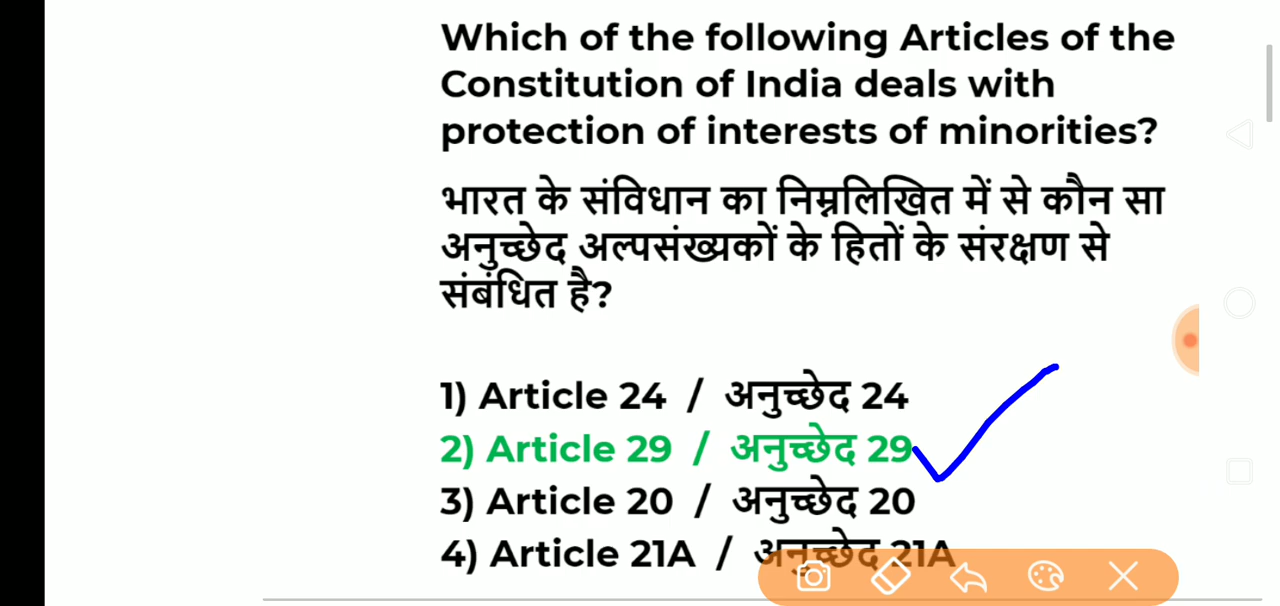 Which of the following Articles of the
Constitution of India deals with
protection of interests of minorities?
भारत के संविधान का निम्नलिखित में से कौन सा
अनुच्छेद अल्पसंख्यकों के हितों के संरक्षण से
संबंधित है?
1) Article 24 / अनुच्छेद 24
2) Article 29 / अनुच्छेद 29
3) Article 20 / अनुच्छेद 20
4) Article 21A / अनुच्छेद 21A